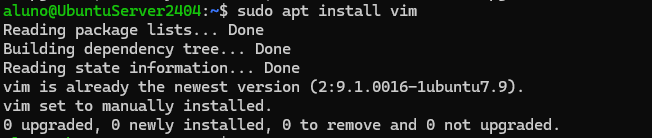 aluno@UbuntuServer2404:~$ sudo apt install vim
Reading package lists... Done
Building dependency tree... Done
Reading state information... Done
vim is already the newest version (2:9.1.0016-1ubuntu7.9).
vim set to manually installed.
0 upgraded, 0 newly installed, 0 to remove and 0 not upgraded.